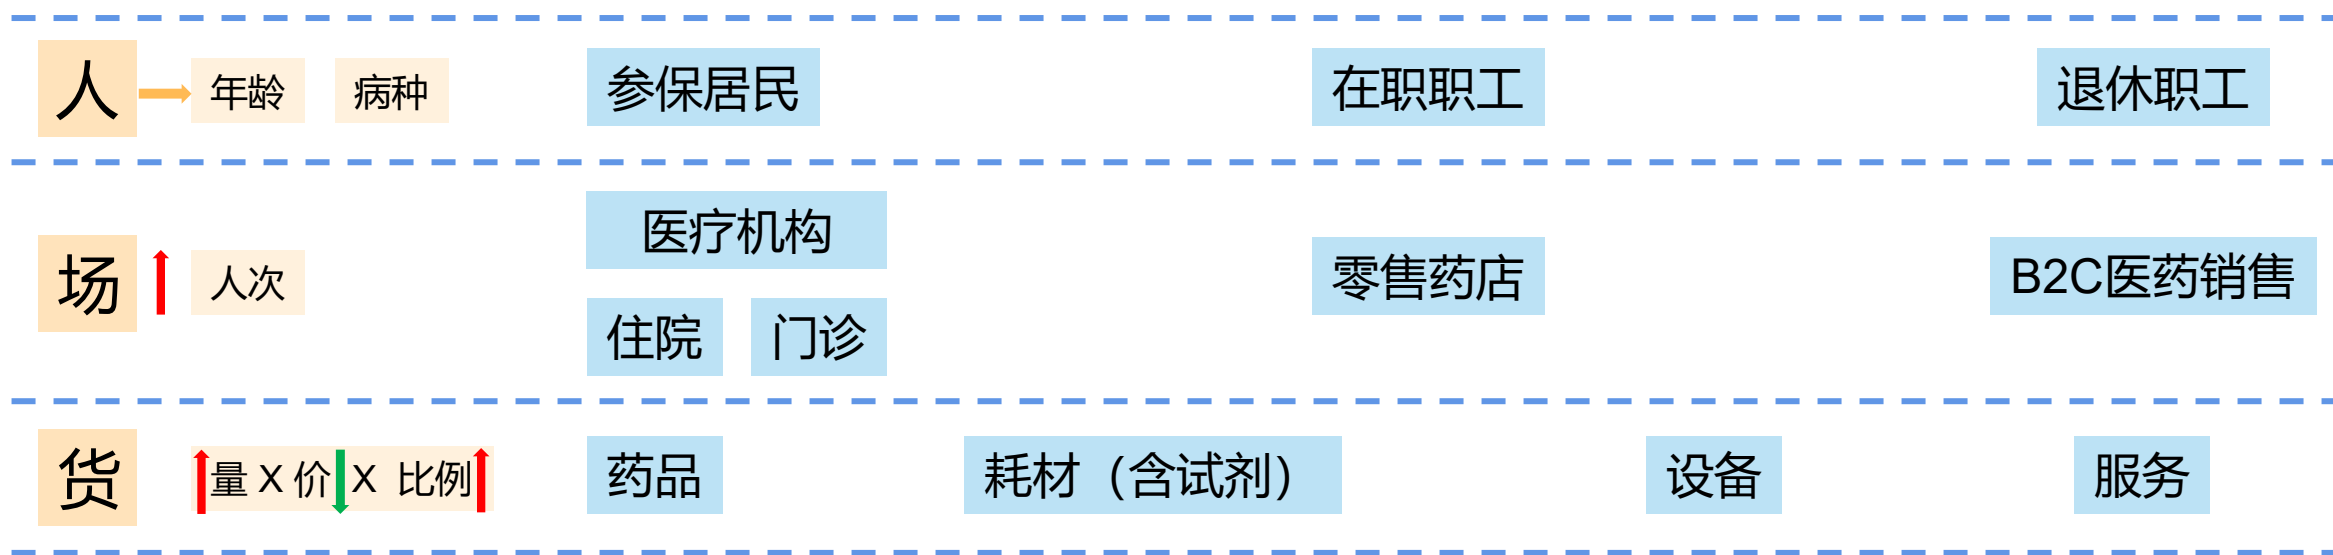 人 年龄 病种 参保居民 在职职工 退休职工
医疗机构
场 人次 零售药店 B2C医药销售
住院 门诊
货 量 X 价 X 比例 药品 耗材（含试剂） 设备 服务